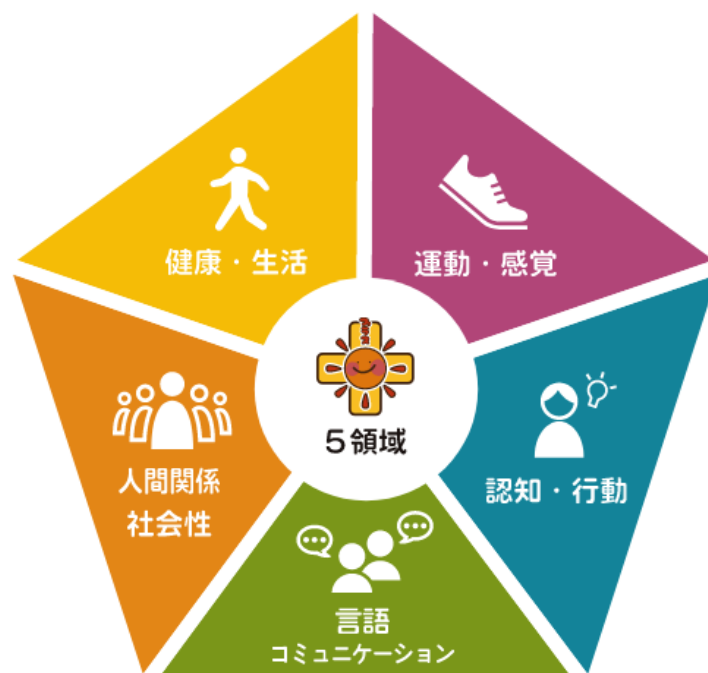 健康・生活
運動・感覚
人間関係
社会性
5領域
認知・行動
言語
コミュニケーション